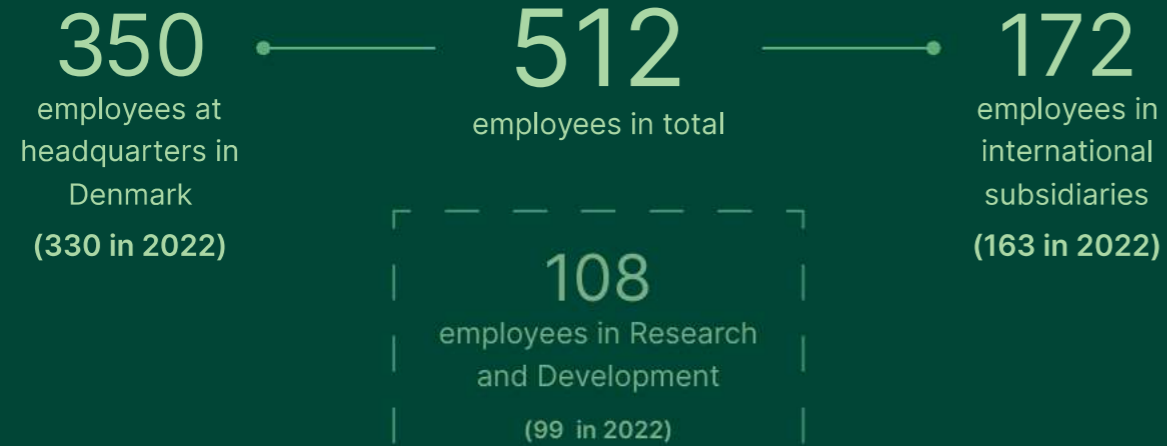 350
employees at
headquarters in
Denmark
(330 in 2022)
512
employees in total
172
employees in
international
subsidiaries
(163 in 2022)
108
employees in Research
and Development
(99 in 2022)